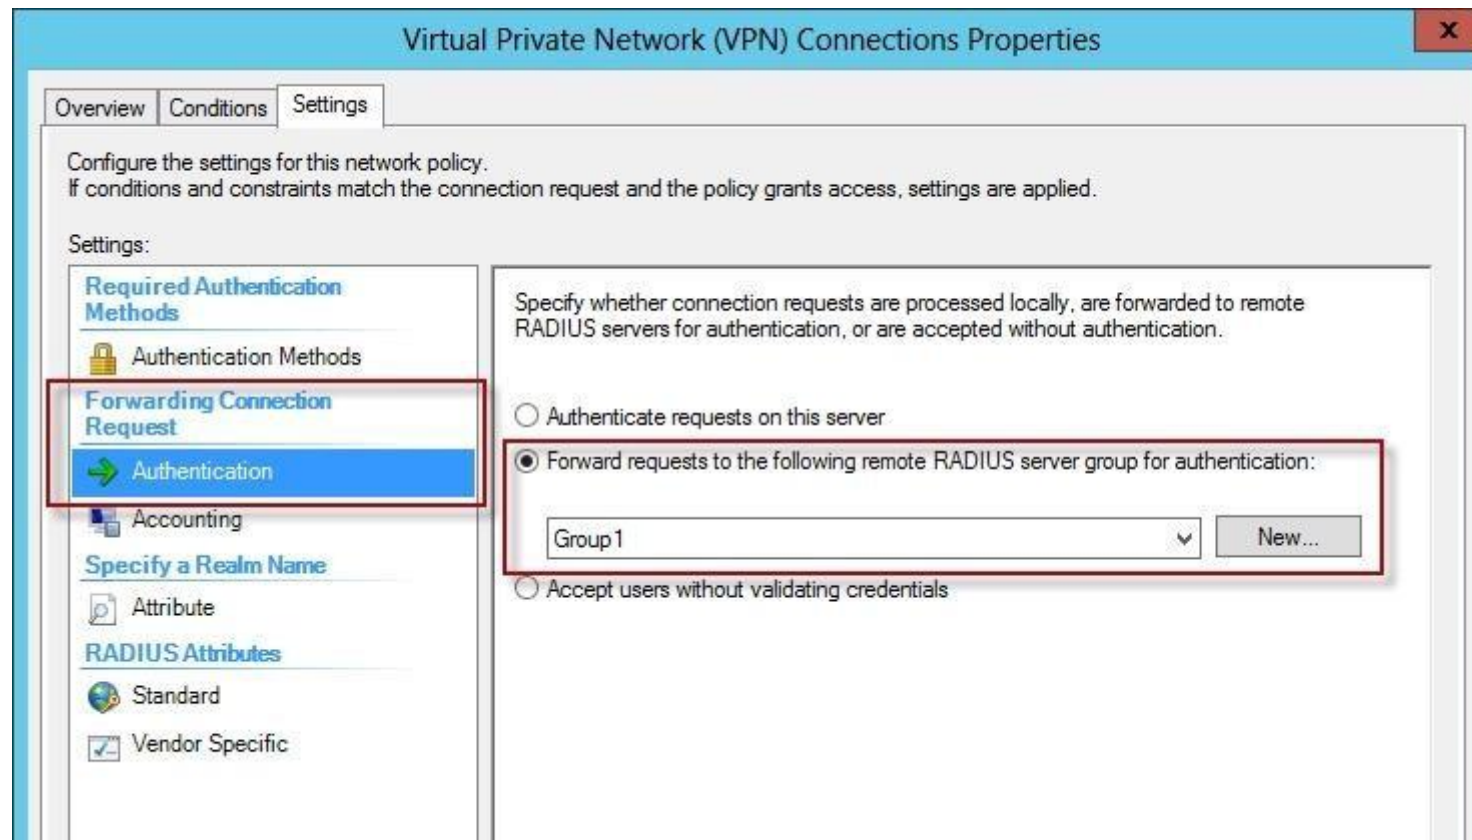 Virtual Private Network (VPN) Connections Properties
x
Overview Conditions Settings
Configure the settings for this network policy.
If conditions and constraints match the connection request and the policy grants access, settings are applied.
Settings:
Required Authentication
Methods
Authentication Methods
Forwarding Connection
Request
Authentication
Accounting
Specify a Realm Name
Attribute
RADIUS Attributes
Standard
Vendor Specific
Specify whether connection requests are processed locally, are forwarded to remote
RADIUS servers for authentication, or are accepted without authentication.
Authenticate requests on this server
Forward requests to the following remote RADIUS server group for authentication:
Group1 New...
Accept users without validating credentials